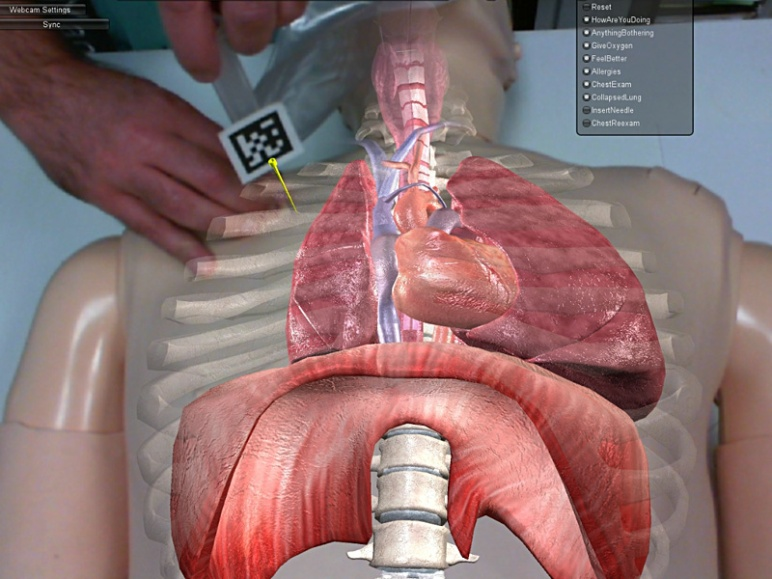 Webcam Settings
Sync
Reset
HowAreYouDoing
AnythingBothering
GiveOxygen
FeelBetter
Allergies
ChestExam
CollapsedLung
InsertNeedle
ChestReexam